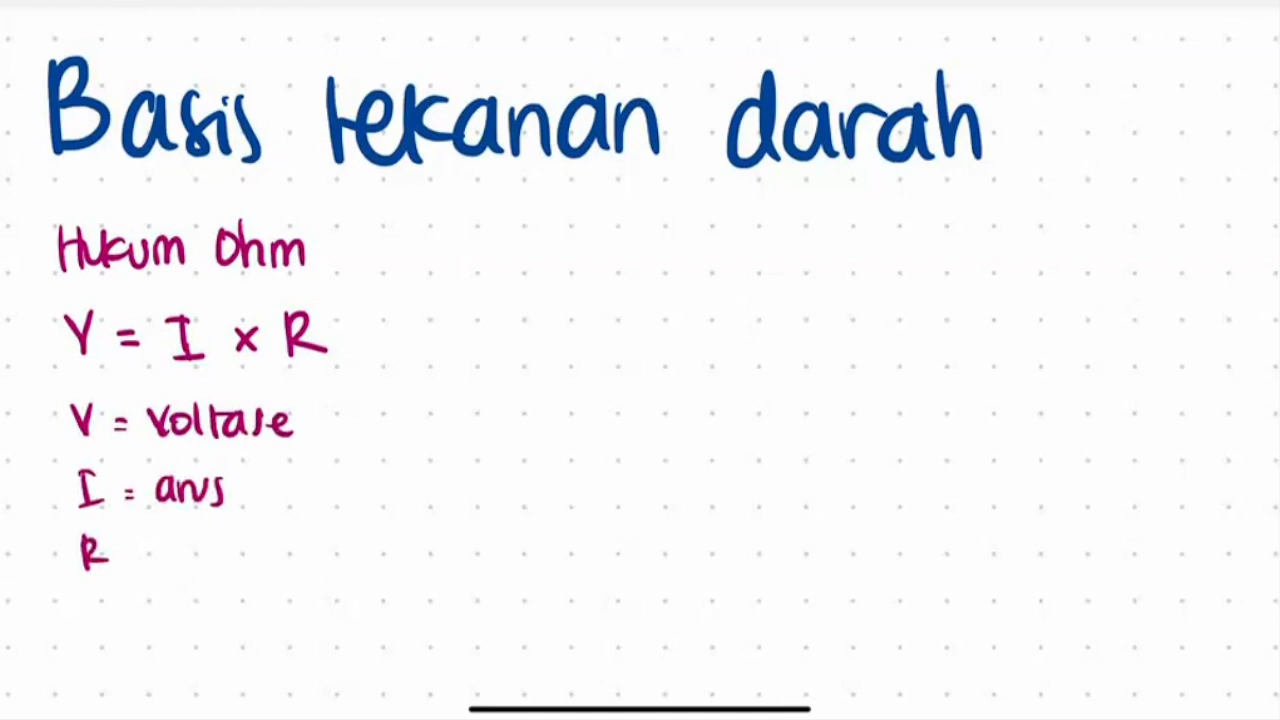 Basis tekanan darah
Hukum Ohm
V = I x R
V = voltase
I = arus
R